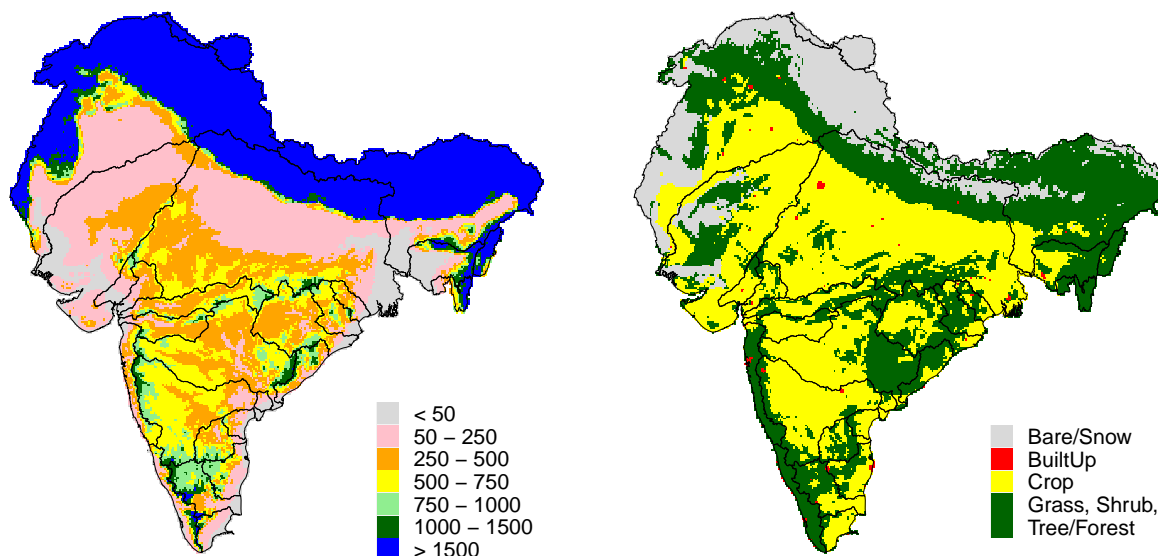 < 50
50 – 250
250 – 500
500 – 750
750 – 1000
1000 – 1500
> 1500
Bare/Snow
BuiltUp
Crop
Grass, Shrub,
Tree/Forest